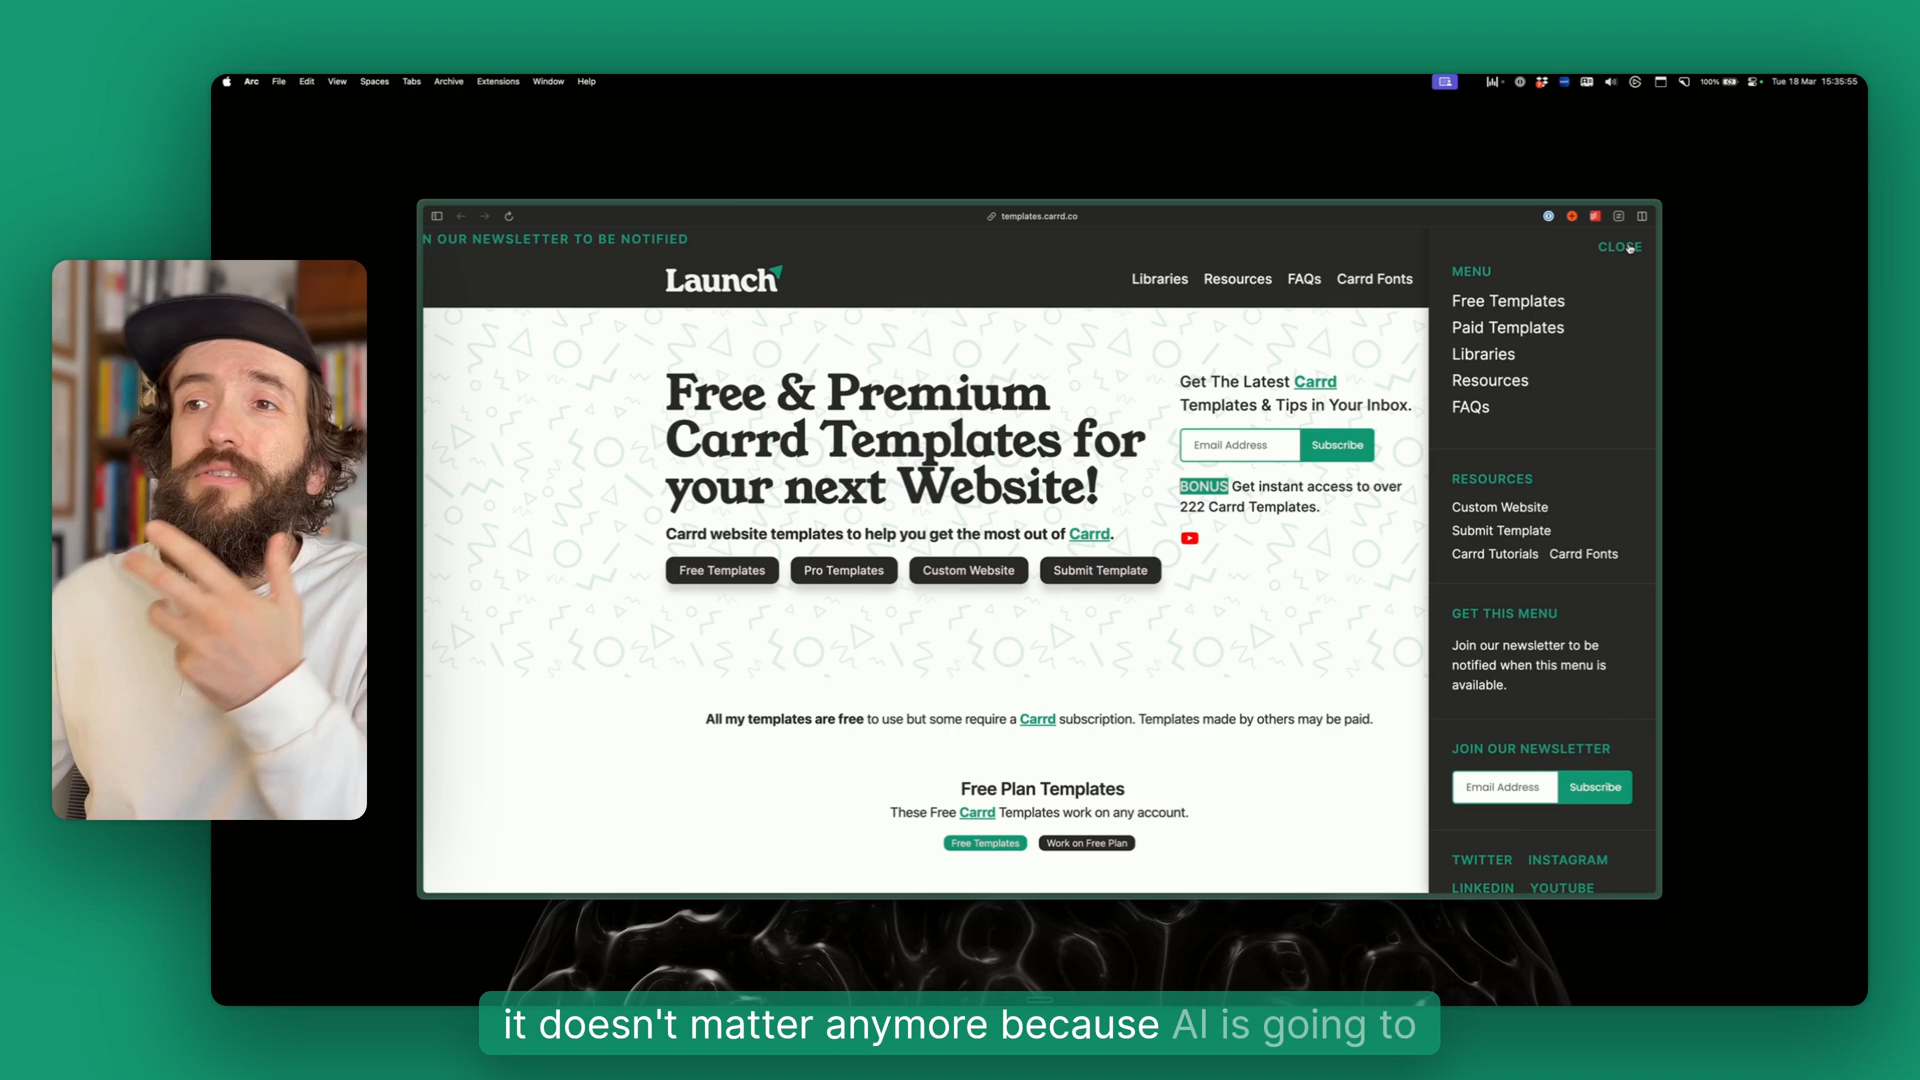 Arc File Edit View Spaces Tabs Archive Extensions Window Help
100% Tue 18 Mar 15:35:55
templates.carrd.co
N OUR NEWSLETTER TO BE NOTIFIED
Launch
Libraries Resources FAQs Carrd Fonts
Free & Premium
Carrd Templates for
your next Website!
Carrd website templates to help you get the most out of Carrd.
Free Templates Pro Templates Custom Website Submit Template
Get The Latest Carrd
Templates & Tips in Your Inbox.
Email Address Subscribe
BONUS Get instant access to over
222 Carrd Templates.
All my templates are free to use but some require a Carrd subscription. Templates made by others may be paid.
Free Plan Templates
These Free Carrd Templates work on any account.
Free Templates Work on Free Plan
CLOSE
MENU
Free Templates
Paid Templates
Libraries
Resources
FAQs
RESOURCES
Custom Website
Submit Template
Carrd Tutorials Carrd Fonts
GET THIS MENU
Join our newsletter to be
notified when this menu is
available.
JOIN OUR NEWSLETTER
Email Address Subscribe
TWITTER INSTAGRAM
LINKEDIN YOUTUBE
it doesn't matter anymore because AI is going to